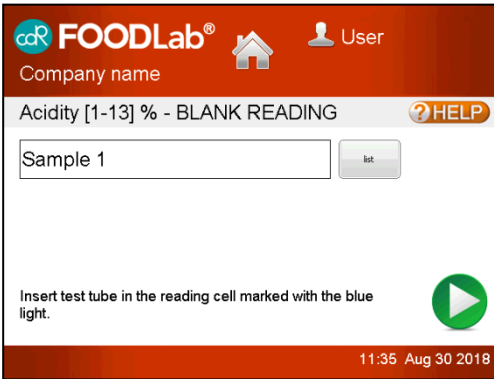 cdR FOODLab®
User
Company name
Acidity [1-13] % - BLANK READING
?HELP
Sample 1
list
Insert test tube in the reading cell marked with the blue
light.
11:35 Aug 30 2018